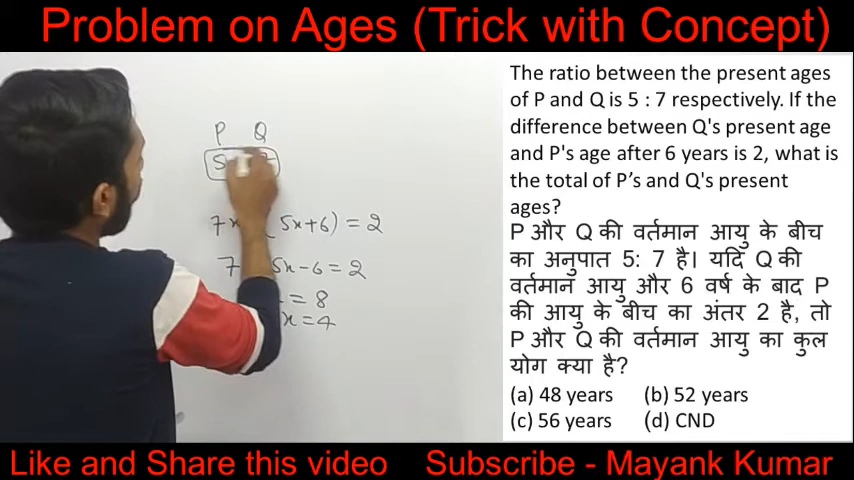 Problem on Ages (Trick with Concept)
P Q
5
7x ( 5x+6) = 2
7 5x-6 = 2
= 8
x = 4
The ratio between the present ages
of P and Q is 5 : 7 respectively. If the
difference between Q's present age
and P's age after 6 years is 2, what is
the total of P’s and Q's present
ages?
P और Q की वर्तमान आयु के बीच
का अनुपात 5: 7 है। यदि Q की
वर्तमान आयु और 6 वर्ष के बाद P
की आयु के बीच का अंतर 2 है, तो
P और Q की वर्तमान आयु का कुल
योग क्या है?
(a) 48 years (b) 52 years
(c) 56 years (d) CND
Like and Share this video Subscribe - Mayank Kumar